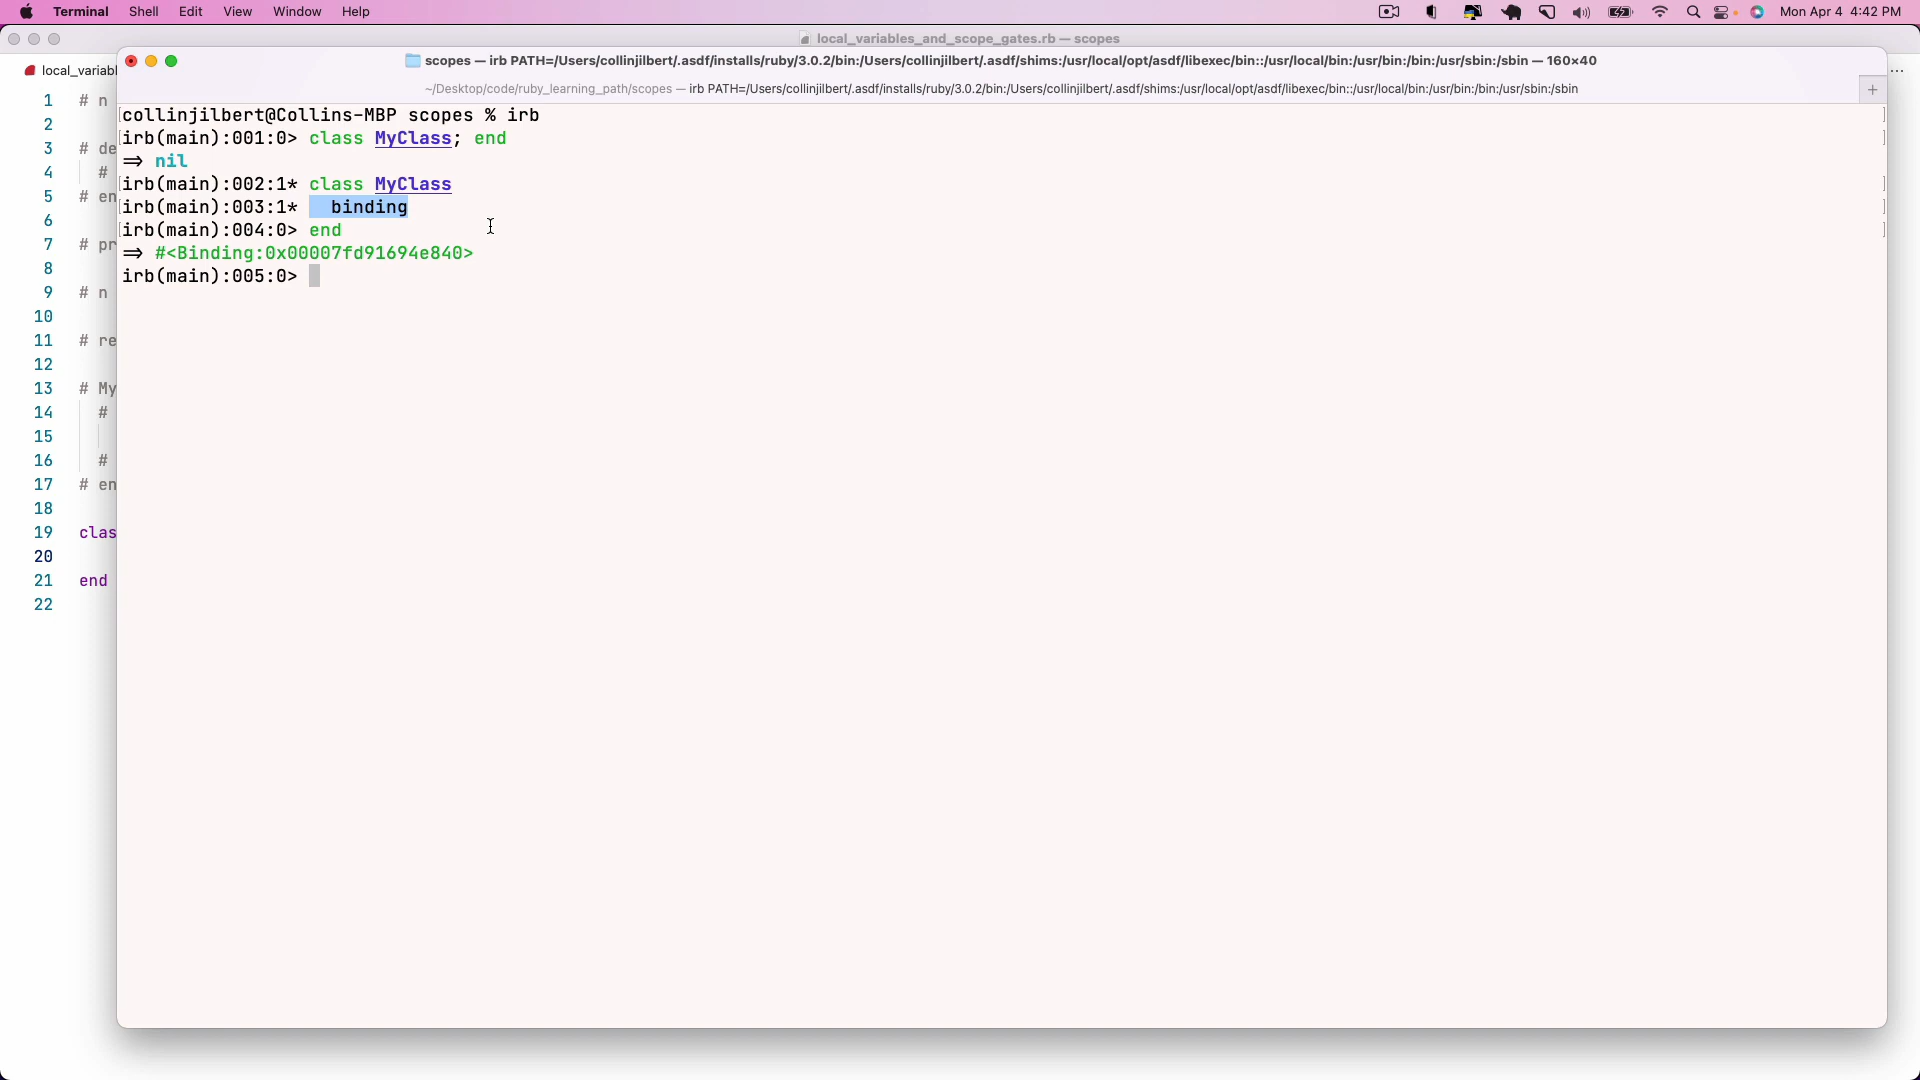 Terminal Shell Edit View Window Help Mon Apr 4 4:42 PM
local_variables_and_scope_gates.rb — scopes
local_variabl
scopes — irb PATH=/Users/collinjilbert/.asdf/installs/ruby/3.0.2/bin:/Users/collinjilbert/.asdf/shims:/usr/local/opt/asdf/libexec/bin::/usr/local/bin:/usr/bin:/bin:/usr/sbin:/sbin — 160×40
~/Desktop/code/ruby_learning_path/scopes — irb PATH=/Users/collinjilbert/.asdf/installs/ruby/3.0.2/bin:/Users/collinjilbert/.asdf/shims:/usr/local/opt/asdf/libexec/bin::/usr/local/bin:/usr/bin:/bin:/usr/sbin:/sbin
collinjilbert@Collins-MBP scopes % irb
irb(main):001:0> class MyClass; end
=> nil
irb(main):002:1* class MyClass
irb(main):003:1*   binding
irb(main):004:0> end
=> #<Binding:0x00007fd91694e840>
irb(main):005:0>
1 # n
2
3 # de
4 #
5 # en
6
7 # pr
8
9 # n
10
11 # re
12
13 # My
14 #
15
16 #
17 # en
18
19 clas
20
21 end
22